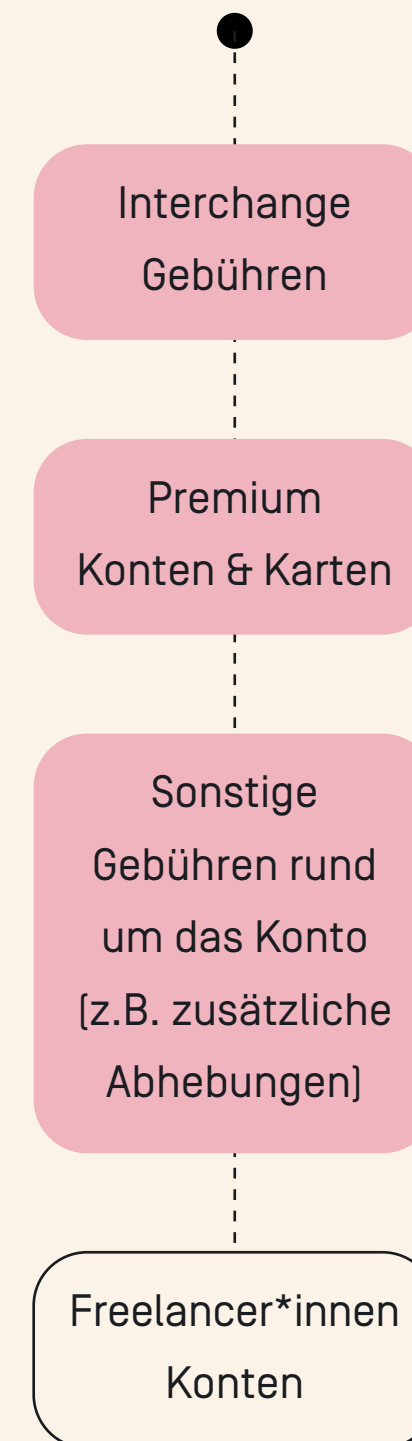 Interchange
Gebühren
Premium
Konten & Karten
Sonstige
Gebühren rund
um das Konto
(z.B. zusätzliche
Abhebungen)
Freelancer*innen
Konten